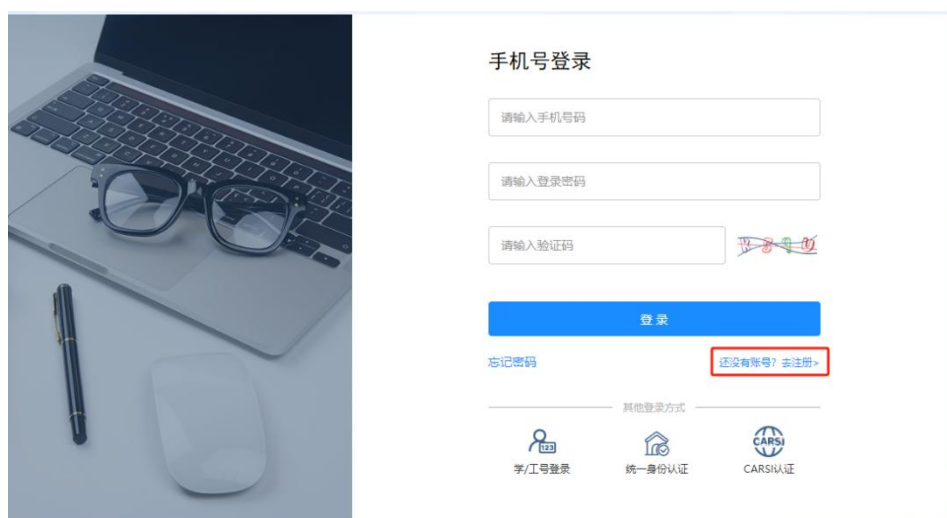 手机号登录
请输入手机号码
请输入登录密码
请输入验证码
登 录
忘记密码
还没有账号？去注册>
其他登录方式
123
CARSI
学/工号登录
统一身份认证
CARSI认证